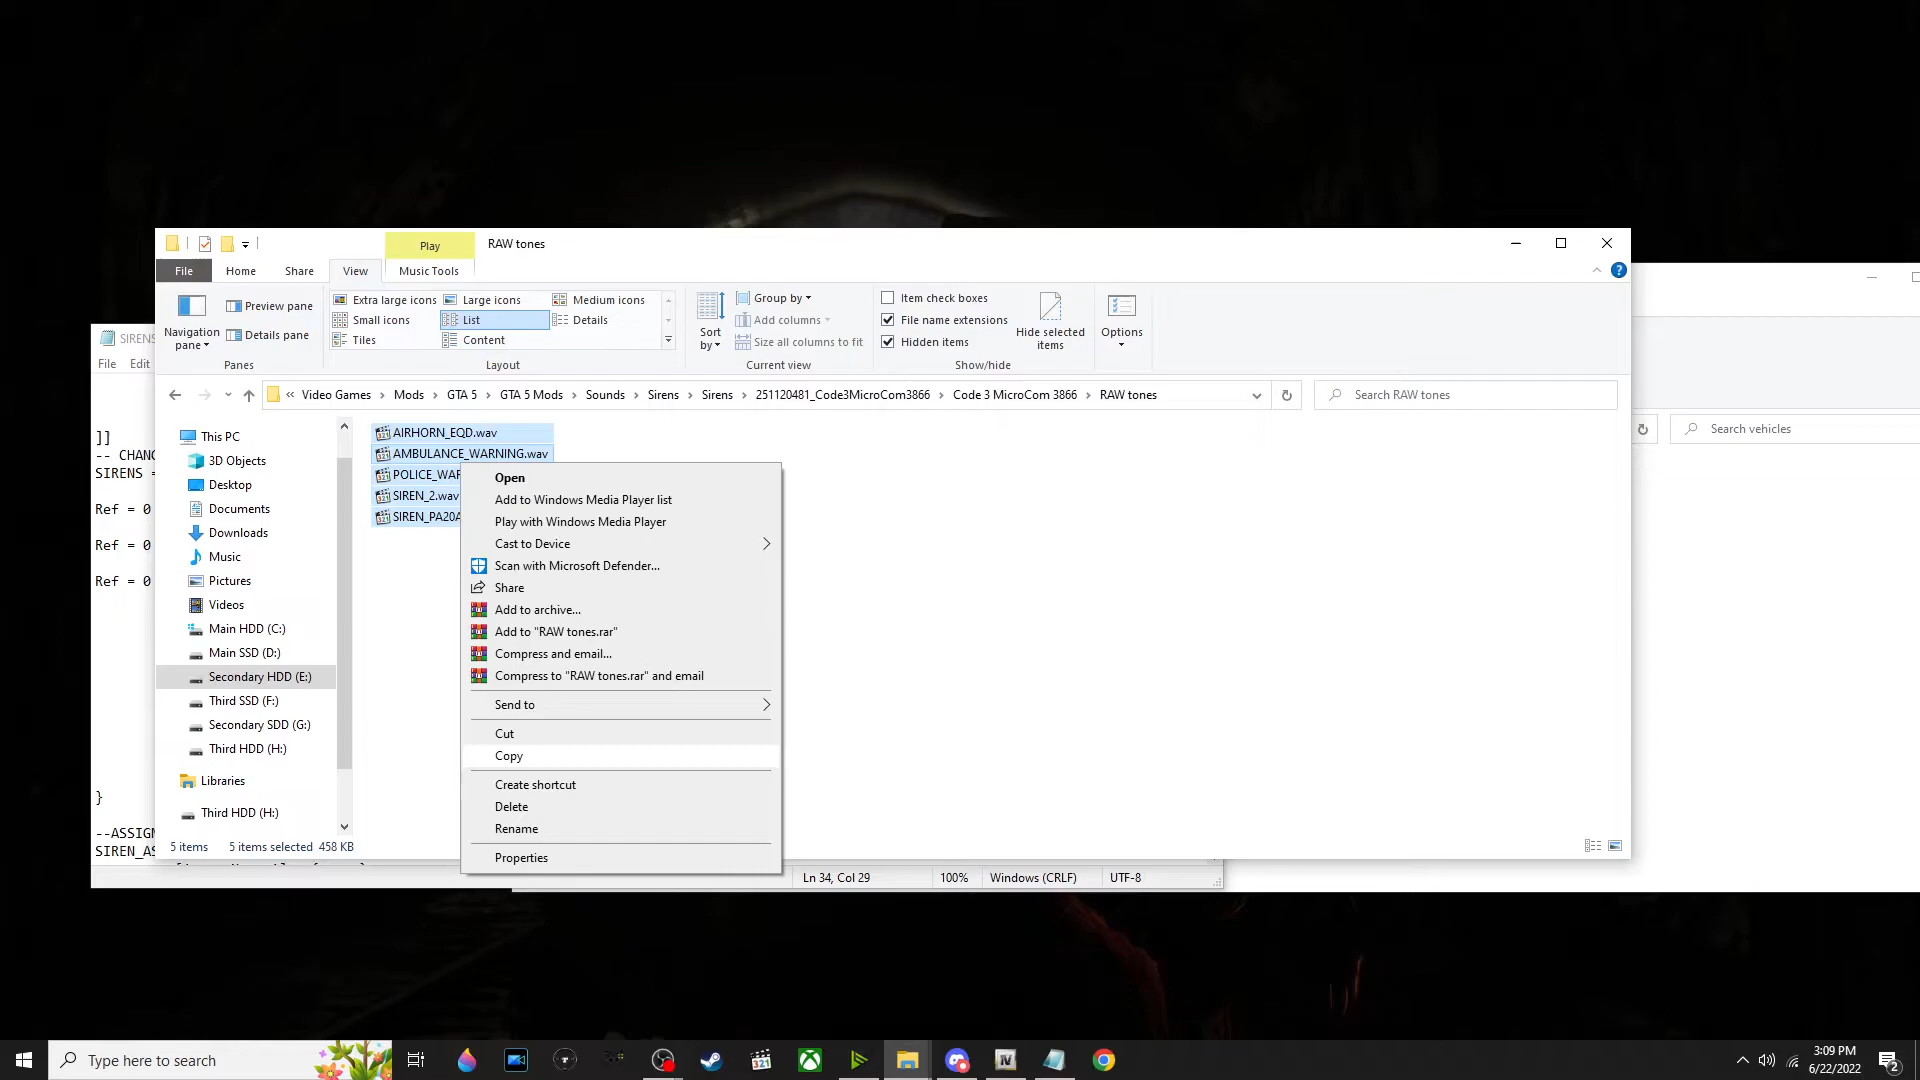 Play
RAW tones
File
Home
Share
View
Music Tools
Navigation
pane
Preview pane
Details pane
Panes
Extra large icons
Large icons
Medium icons
Small icons
List
Details
Tiles
Content
Layout
Sort
by
Group by
Add columns
Size all columns to fit
Current view
Item check boxes
File name extensions
Hidden items
Hide selected
items
Show/hide
Options
« Video Games > Mods > GTA 5 > GTA 5 Mods > Sounds > Sirens > Sirens > 251120481_Code3MicroCom3866 > Code 3 MicroCom 3866 > RAW tones
Search RAW tones
Search vehicles
SIRENS
File Edit
]]
-- CHANG
SIRENS =
Ref = 0
Ref = 0
Ref = 0
}
--ASSIGN
SIREN_AS
This PC
3D Objects
Desktop
Documents
Downloads
Music
Pictures
Videos
Main HDD (C:)
Main SSD (D:)
Secondary HDD (E:)
Third SSD (F:)
Secondary SDD (G:)
Third HDD (H:)
Libraries
Third HDD (H:)
5 items 5 items selected 458 KB
AIRHORN_EQD.wav
AMBULANCE_WARNING.wav
POLICE_WAR
SIREN_2.wav
SIREN_PA20A
Open
Add to Windows Media Player list
Play with Windows Media Player
Cast to Device
Scan with Microsoft Defender...
Share
Add to archive...
Add to "RAW tones.rar"
Compress and email...
Compress to "RAW tones.rar" and email
Send to
Cut
Copy
Create shortcut
Delete
Rename
Properties
Ln 34, Col 29
100%
Windows (CRLF)
UTF-8
Type here to search
321
IV
3:09 PM
6/22/2022
2